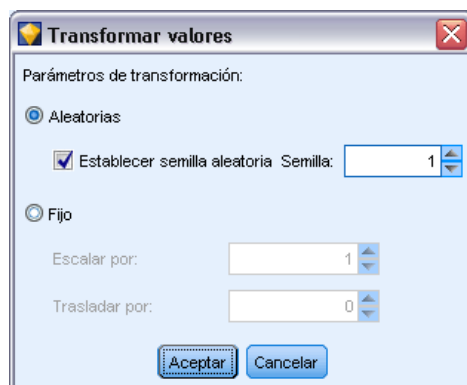 Transformar valores
Parámetros de transformación:
Aleatorias
Establecer semilla aleatoria Semilla: 1
Fijo
Escalar por: 1
Trasladar por: 0
Aceptar Cancelar